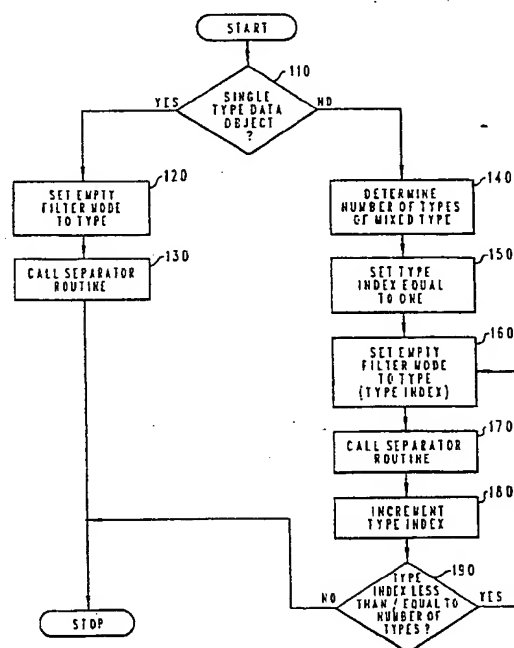 START
110
SINGLE
TYPE DATA
OBJECT
?
YES
NO
120
SET EMPTY
FILTER MODE
TO TYPE
130
CALL SEPARATOR
ROUTINE
140
DETERMINE
NUMBER OF TYPES
OF MIXED TYPE
150
SET TYPE
INDEX EQUAL
TO ONE
160
SET EMPTY
FILTER MODE
TO TYPE
(TYPE INDEX)
170
CALL SEPARATOR
ROUTINE
180
INCREMENT
TYPE INDEX
190
TYPE
INDEX LESS
THAN / EQUAL TO
NUMBER OF
TYPES ?
NO
YES
STOP